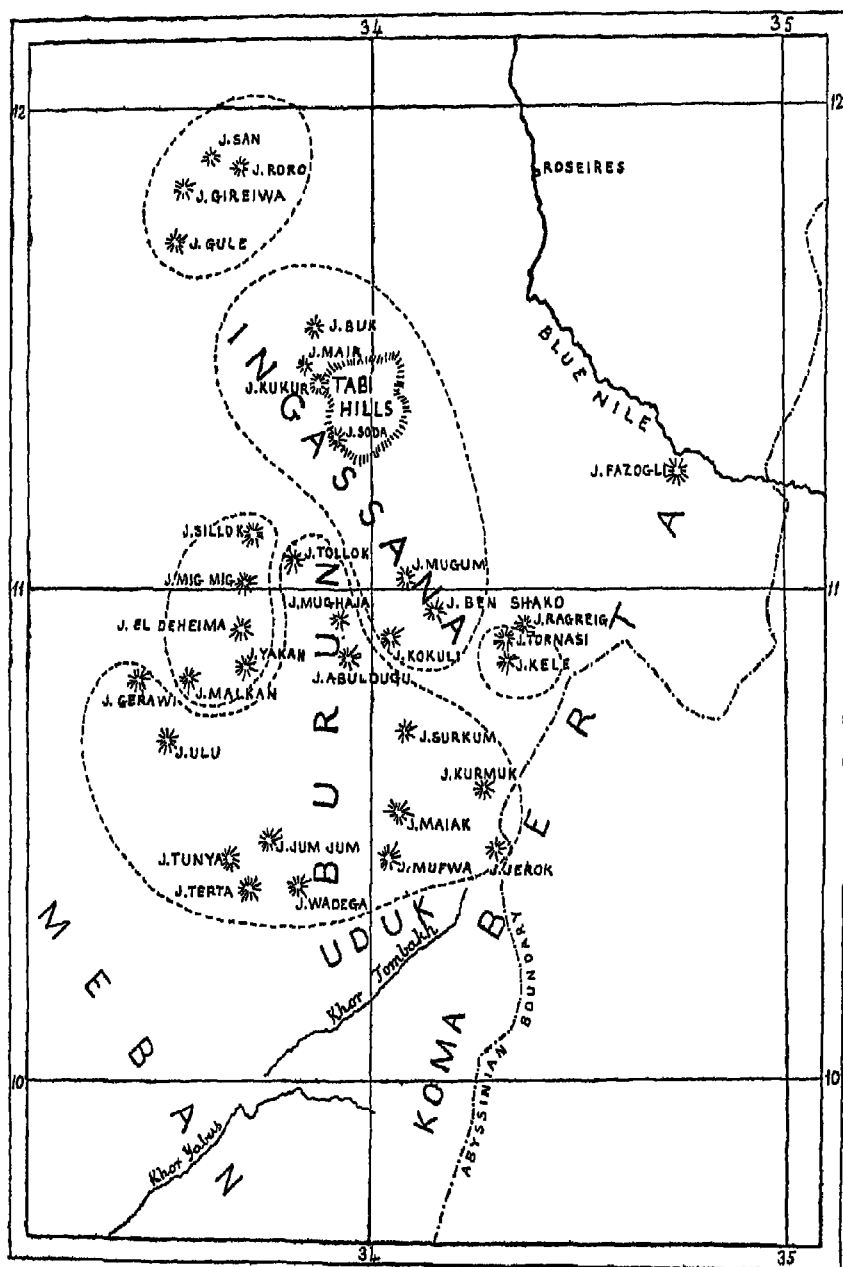 34
35
12
12
J. SAN
J. RORO
J. GIREIWA
J. GULE
ROSEIRES
BLUE NILE
INGASSANA
J. BUK
J. MAIR
J. KUKUR
TABI
HILLS
J. SODA
J. FAZOGLI
J. SILLOK
J. TOLLOK
J. MUGUM
J. MIG MIG
11
11
J. MUGHAJA
J. BEN SHAKO
J. RAGREIG
J. EL DEHEIMA
J. TORNASI
J. YAKAN
J. KOKULI
J. KELE
J. ABULDUGU
J. GERAWI
J. MALKAN
BURUN
BERTA
J. SURKUM
J. ULU
J. KURMUK
J. MAIAK
J. JUM JUM
J. TUNYA
J. MUFWA
J. JEROK
J. TERTA
J. WADEGA
UDUK
Khor Tombakh
MEBAN
KOMA
ABYSSINIAN BOUNDARY
10
10
Khor Yabus
34
35